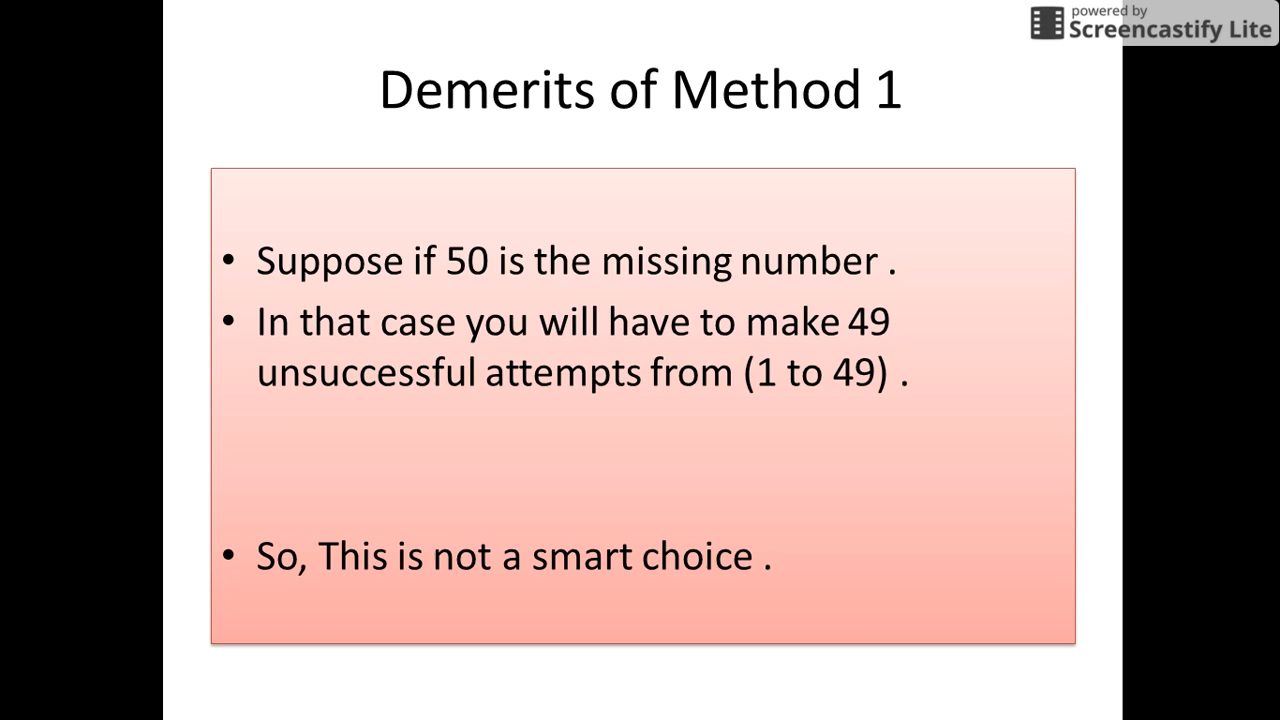 powered by
Screencastify Lite
Demerits of Method 1
• Suppose if 50 is the missing number .
• In that case you will have to make 49
unsuccessful attempts from (1 to 49) .
• So, This is not a smart choice .